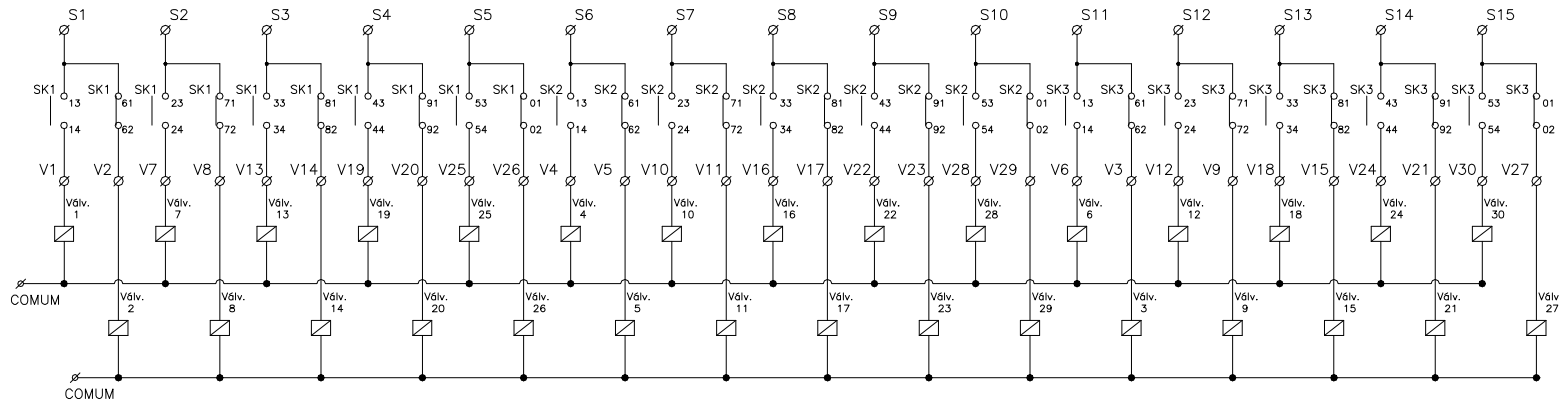 S1 S2 S3 S4 S5 S6 S7 S8 S9 S10 S11 S12 S13 S14 S15
SK1 SK1 SK1 SK1 SK1 SK1 SK1 SK1 SK1 SK1 SK2 SK2 SK2 SK2 SK2 SK2 SK2 SK2 SK2 SK2 SK3 SK3 SK3 SK3 SK3 SK3 SK3 SK3 SK3 SK3
13 61 23 71 33 81 43 91 53 01 13 61 23 71 33 81 43 91 53 01 13 61 23 71 33 81 43 91 53 01
14 62 24 72 34 82 44 92 54 02 14 62 24 72 34 82 44 92 54 02 14 62 24 72 34 82 44 92 54 02
V1 V2 V7 V8 V13 V14 V19 V20 V25 V26 V4 V5 V10 V11 V16 V17 V22 V23 V28 V29 V6 V3 V12 V9 V18 V15 V24 V21 V30 V27
Válv. Válv. Válv. Válv. Válv. Válv. Válv. Válv. Válv. Válv. Válv. Válv. Válv. Válv. Válv.
1 7 13 19 25 4 10 16 22 28 6 12 18 24 30
COMUM
Válv. Válv. Válv. Válv. Válv. Válv. Válv. Válv. Válv. Válv. Válv. Válv. Válv. Válv. Válv
2 8 14 20 26 5 11 17 23 29 3 9 15 21 27
COMUM